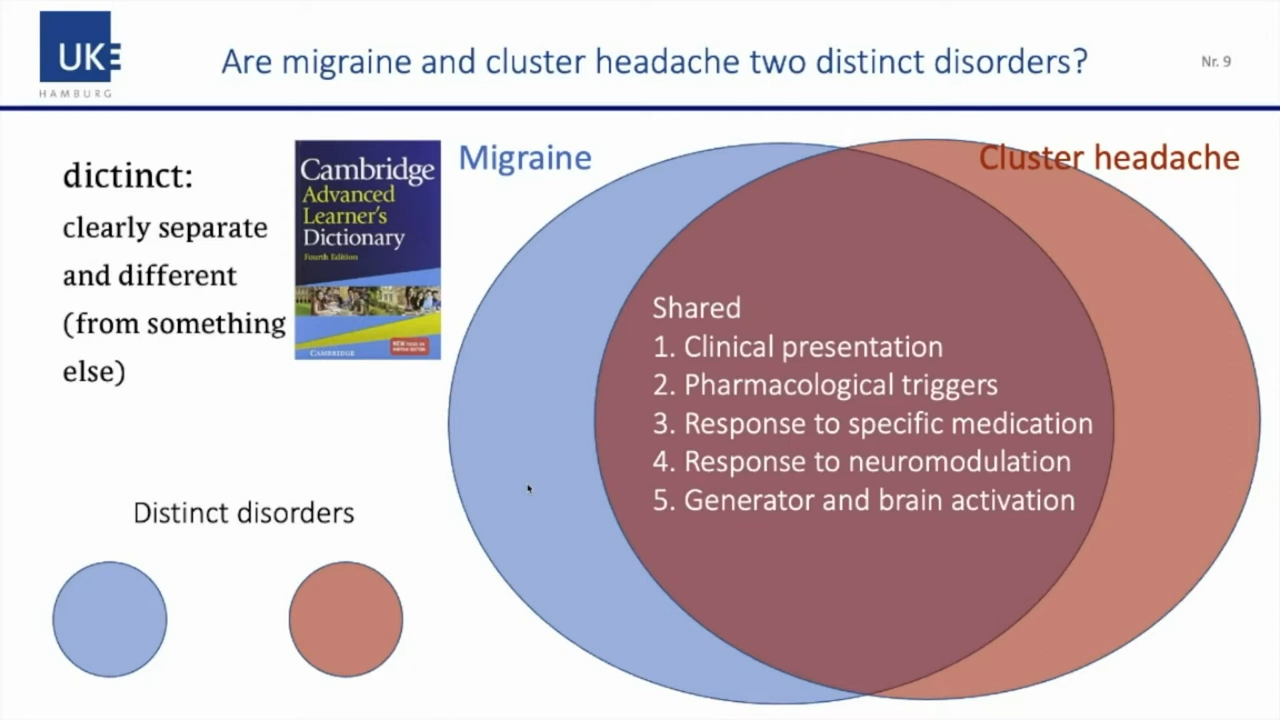 UKE
HAMBURG
Are migraine and cluster headache two distinct disorders?
Nr. 9
dictinct:
clearly separate
and different
(from something
else)
Cambridge
Advanced
Learner's
Dictionary
Fourth Edition
CAMBRIDGE
Migraine
Cluster headache
Shared
1. Clinical presentation
2. Pharmacological triggers
3. Response to specific medication
4. Response to neuromodulation
5. Generator and brain activation
Distinct disorders